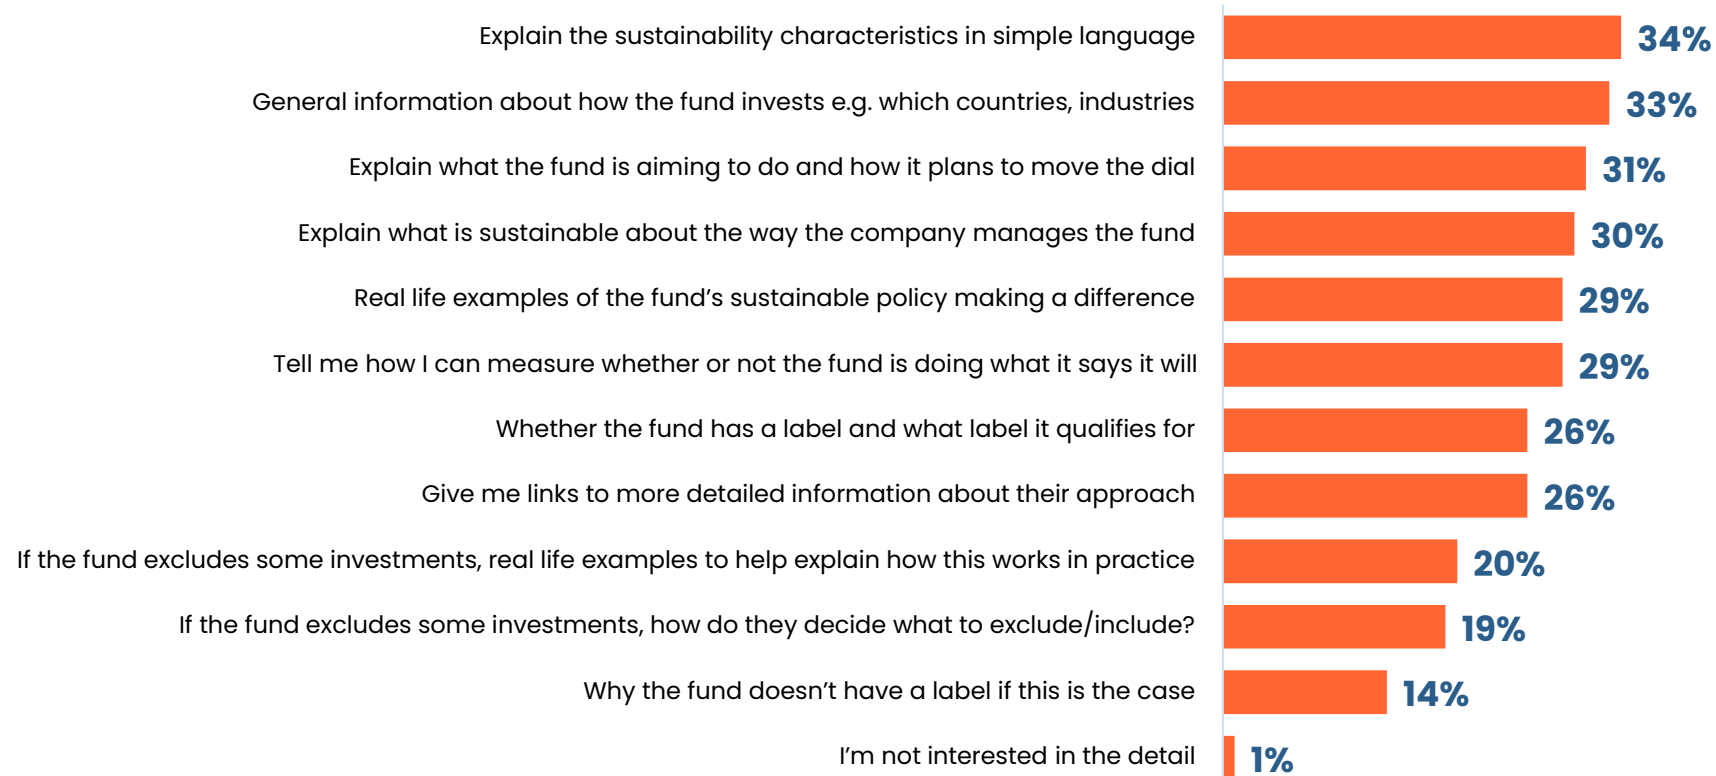 Explain the sustainability characteristics in simple language 34%
General information about how the fund invests e.g. which countries, industries 33%
Explain what the fund is aiming to do and how it plans to move the dial 31%
Explain what is sustainable about the way the company manages the fund 30%
Real life examples of the fund’s sustainable policy making a difference 29%
Tell me how I can measure whether or not the fund is doing what it says it will 29%
Whether the fund has a label and what label it qualifies for 26%
Give me links to more detailed information about their approach 26%
If the fund excludes some investments, real life examples to help explain how this works in practice 20%
If the fund excludes some investments, how do they decide what to exclude/include? 19%
Why the fund doesn’t have a label if this is the case 14%
I’m not interested in the detail 1%